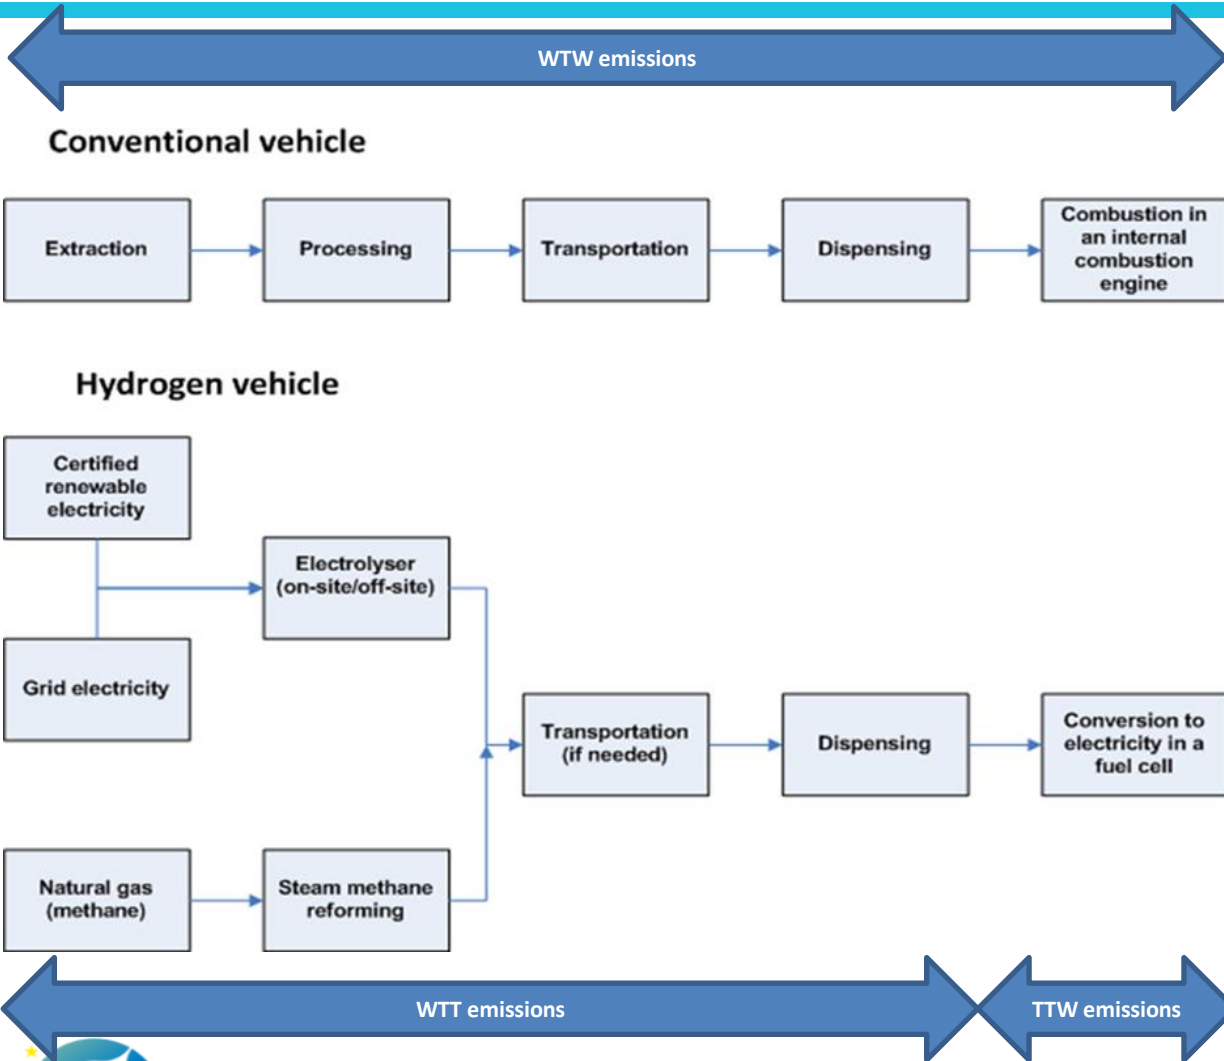 WTW emissions
Conventional vehicle
Extraction
Processing
Transportation
Dispensing
Combustion in
an internal
combustion
engine
Hydrogen vehicle
Certified
renewable
electricity
Grid electricity
Electrolyser
(on-site/off-site)
Natural gas
(methane)
Steam methane
reforming
Transportation
(if needed)
Dispensing
Conversion to
electricity in a
fuel cell
WTT emissions
TTW emissions